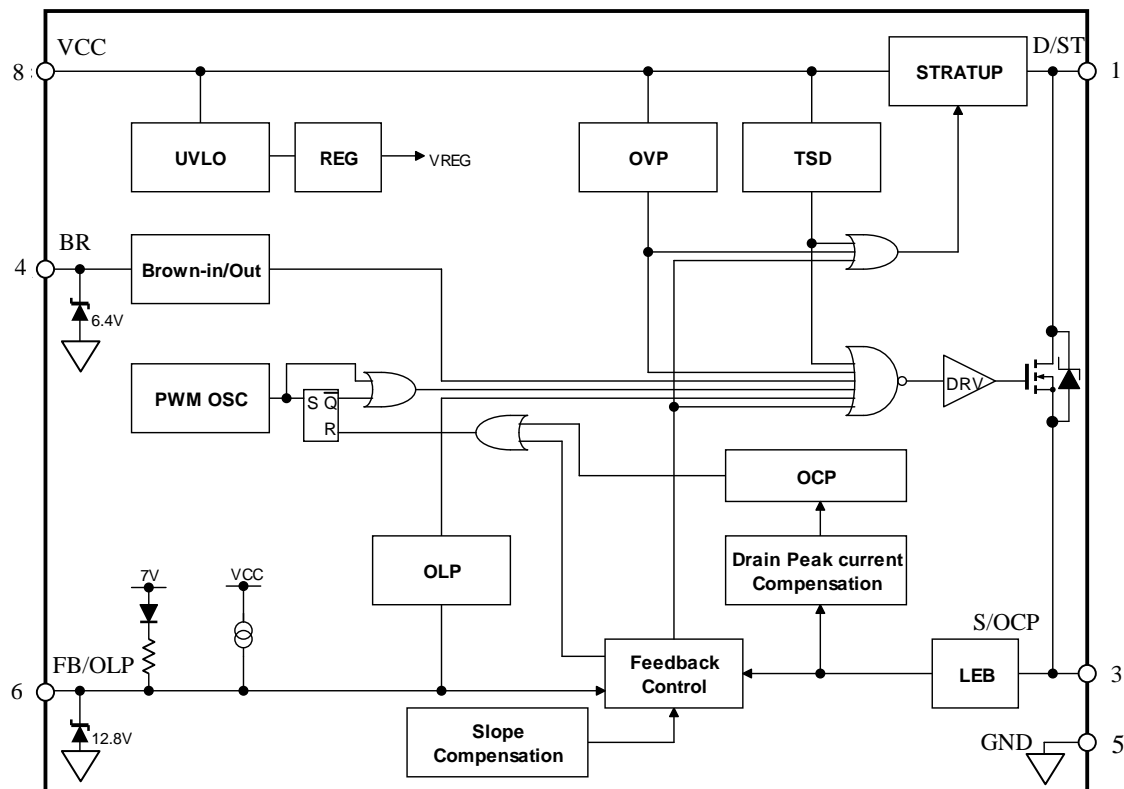 VCC
D/ST
8
STRATUP
1
UVLO
REG
VREG
OVP
TSD
BR
4
Brown-in/Out
6.4V
PWM OSC
S Q̅
R
DRV
OCP
OLP
Drain Peak current
Compensation
7V
VCC
S/OCP
FB/OLP
6
Feedback
Control
LEB
3
12.8V
Slope
Compensation
GND
5